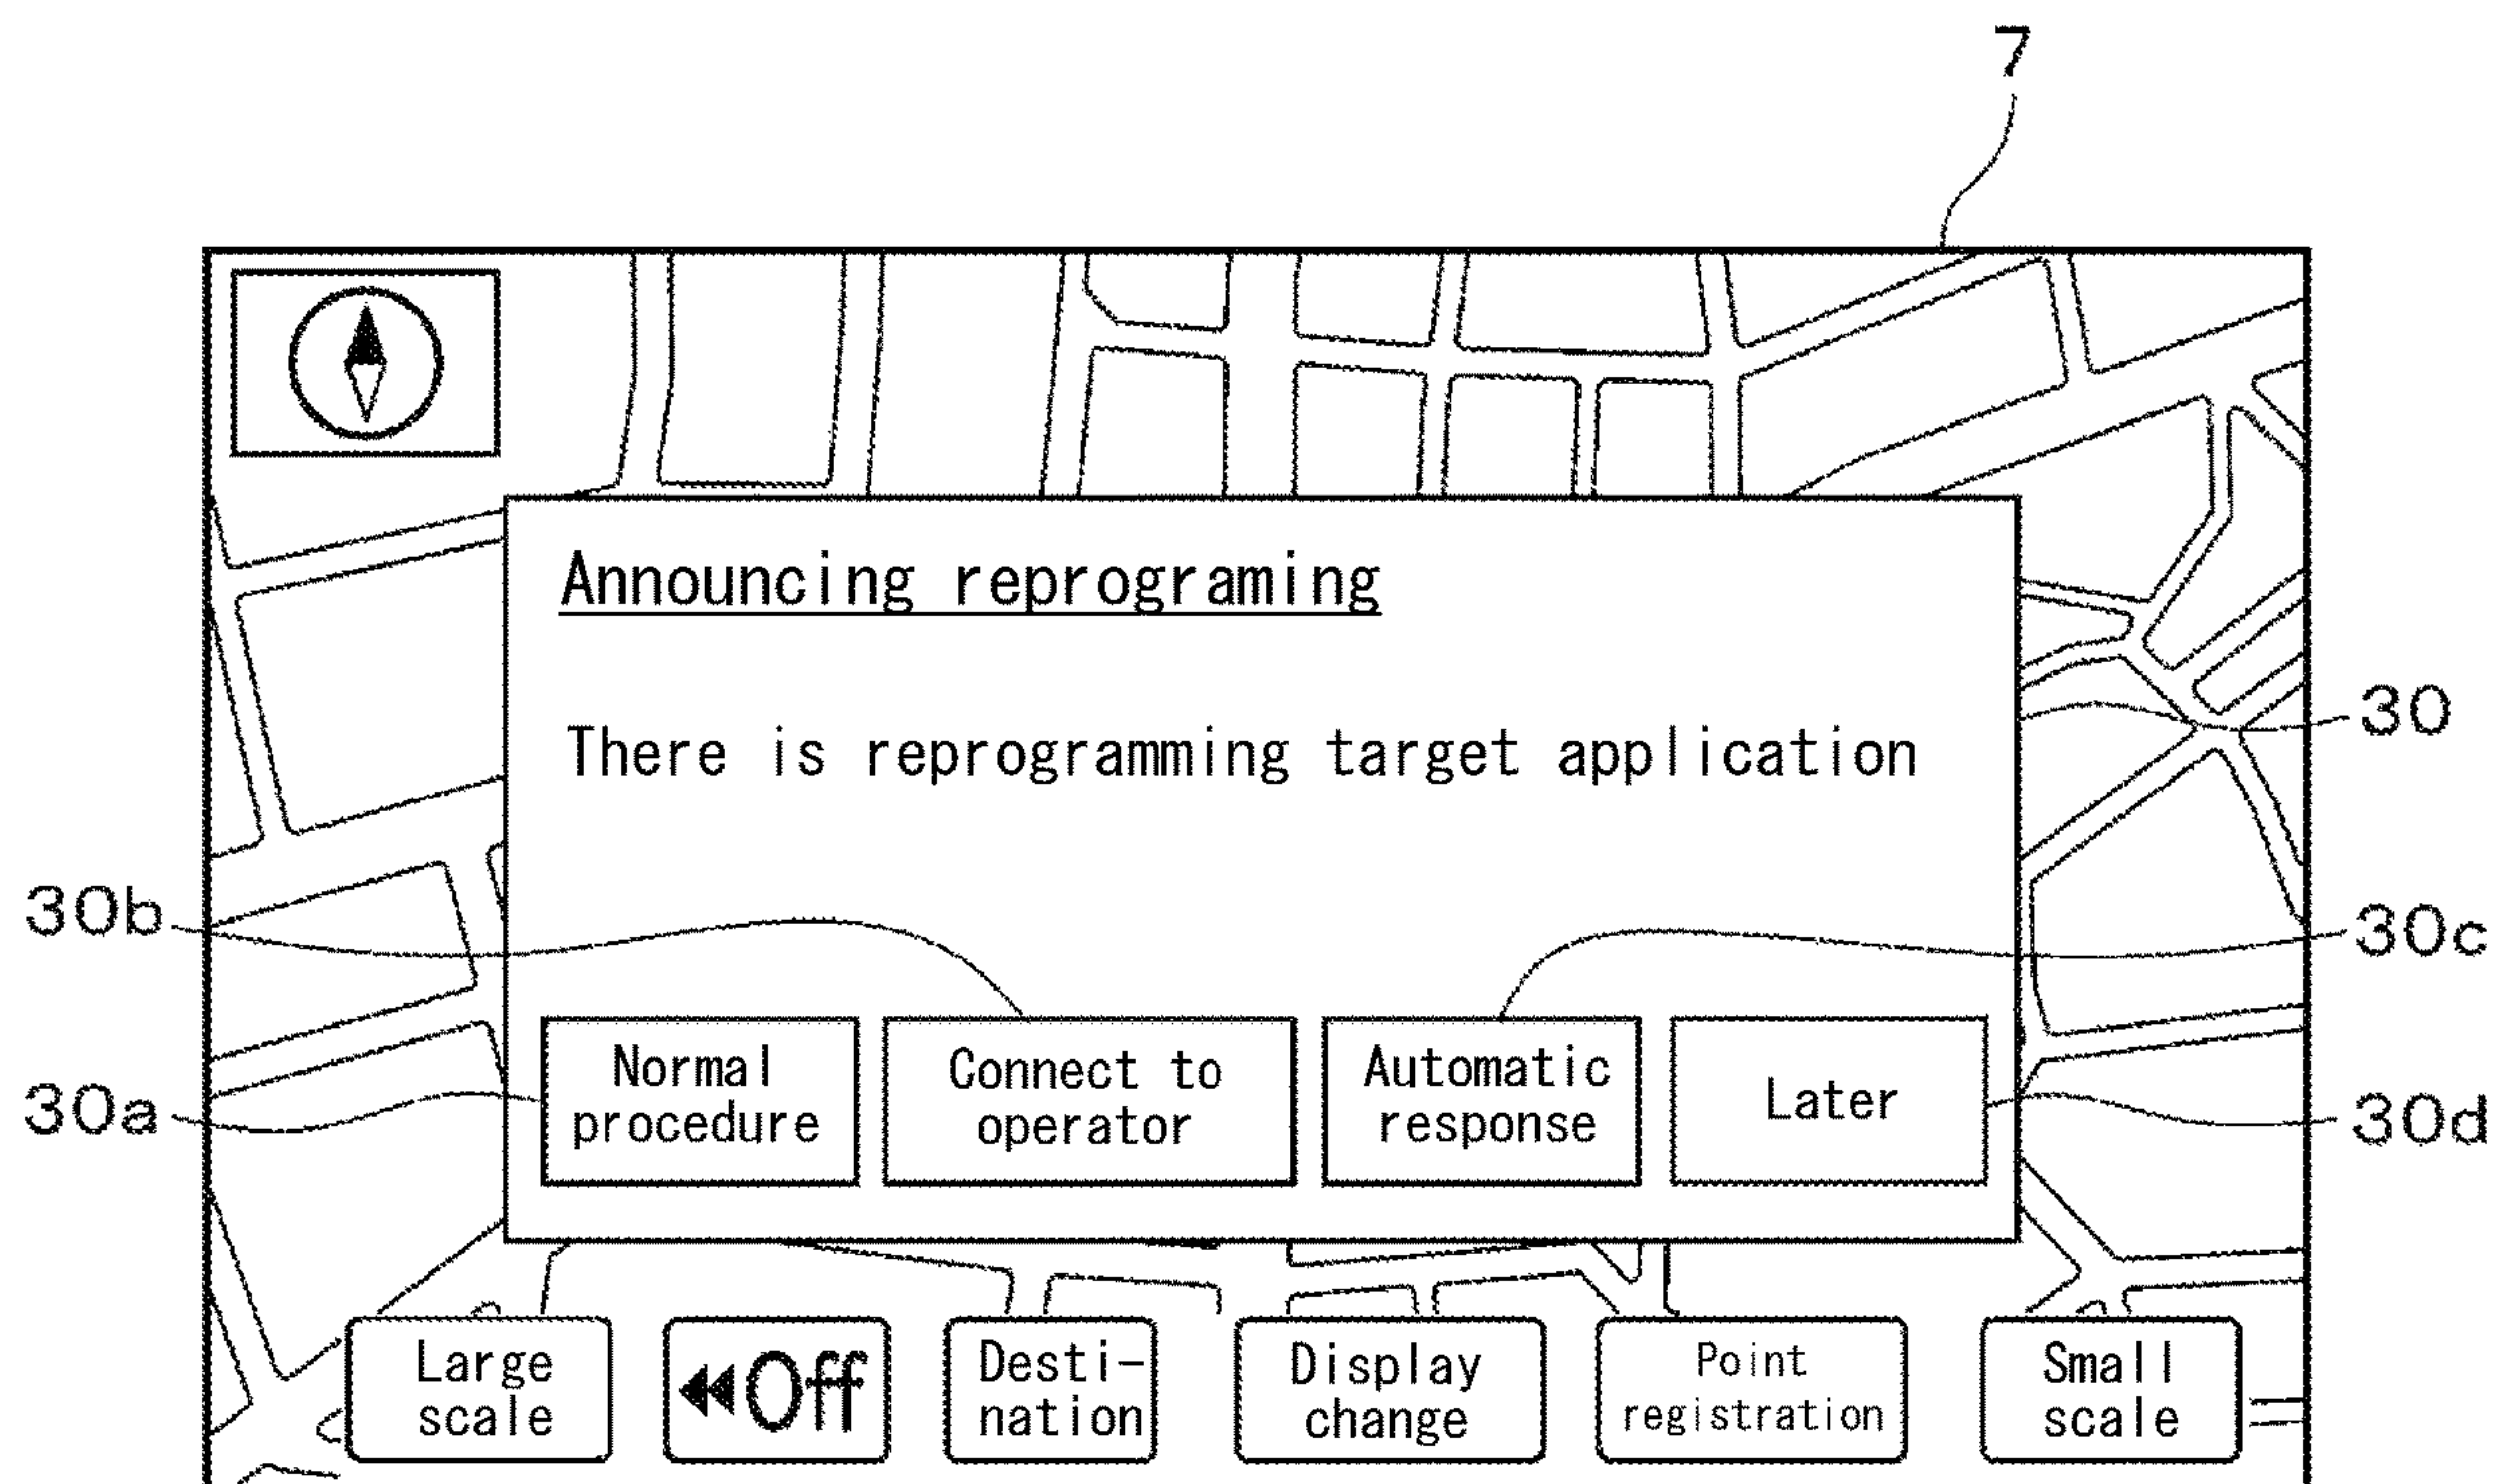 7
Announcing reprograming
There is reprogramming target application
30
30b
30c
Normal
procedure
Connect to
operator
Automatic
response
Later
30a
30d
Large
scale
Off
Desti-
nation
Display
change
Point
registration
Small
scale